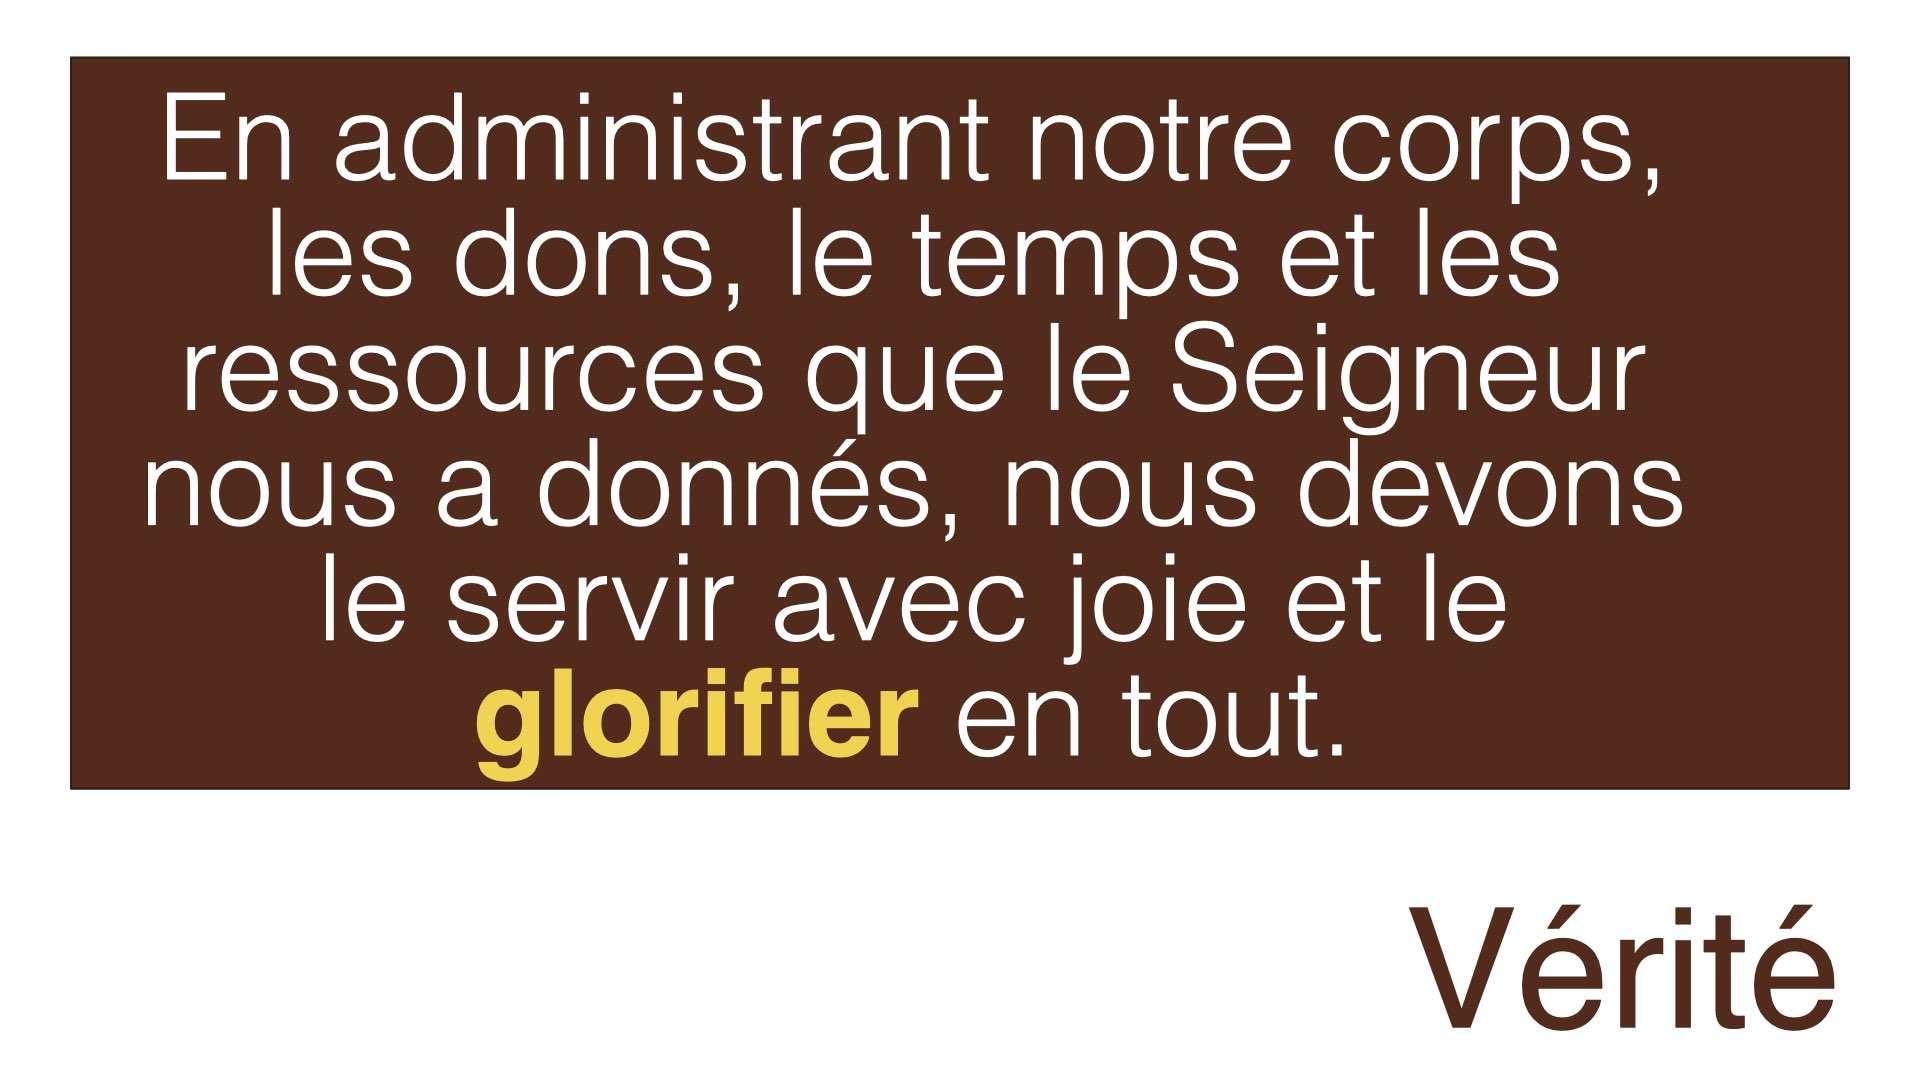 En administrant notre corps,
les dons, le temps et les
ressources que le Seigneur
nous a donnés, nous devons
le servir avec joie et le
glorifier en tout.
Vérité